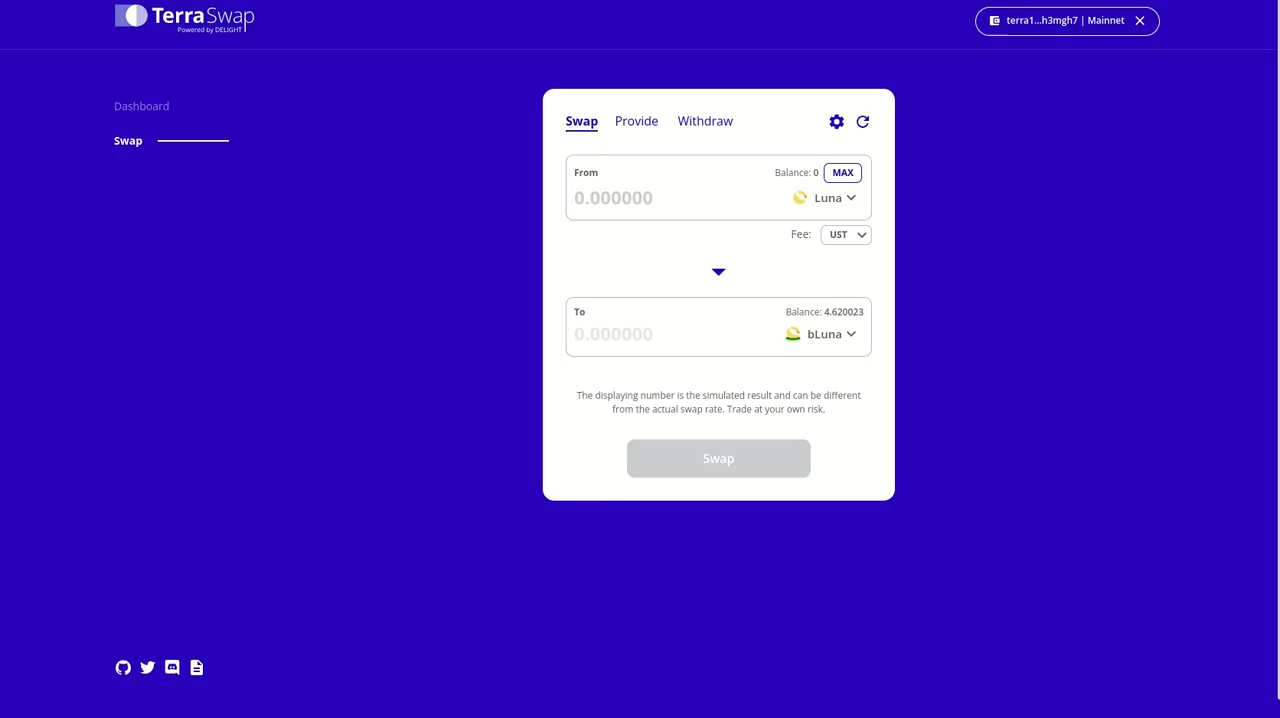 TerraSwap
Powered by DELIGHT
terra1...h3mgh7 | Mainnet
Dashboard
Swap
Swap Provide Withdraw
From Balance: 0 MAX
0.000000 Luna
Fee: UST
To Balance: 4.620023
0.000000 bLuna
The displaying number is the simulated result and can be different
from the actual swap rate. Trade at your own risk.
Swap